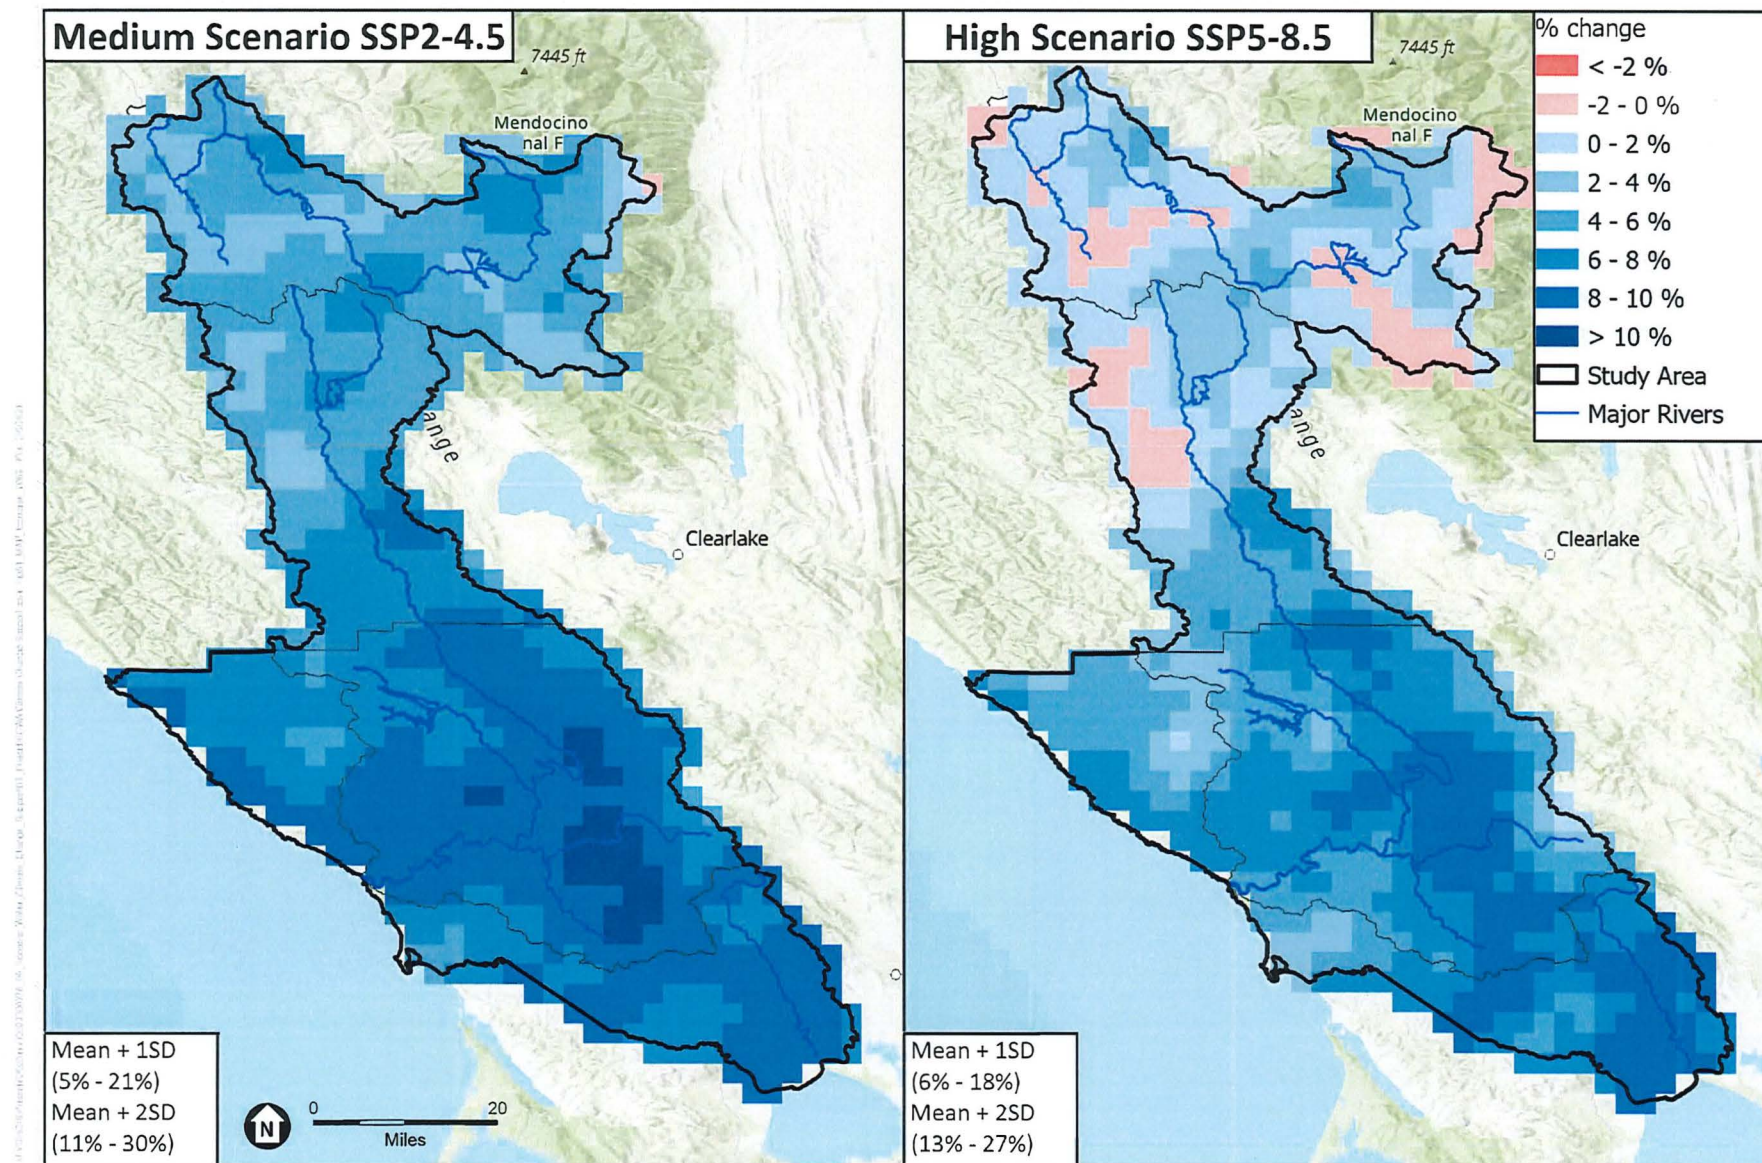 Medium Scenario SSP2-4.5
7445 ft
Mendocino
nal F
ange
Clearlake
Mean + 1SD
(5% - 21%)
Mean + 2SD
(11% - 30%)
N
0 20
Miles
High Scenario SSP5-8.5
7445 ft
Mendocino
nal F
ange
Clearlake
Mean + 1SD
(6% - 18%)
Mean + 2SD
(13% - 27%)
% change
< -2 %
-2 - 0 %
0 - 2 %
2 - 4 %
4 - 6 %
6 - 8 %
8 - 10 %
> 10 %
Study Area
Major Rivers